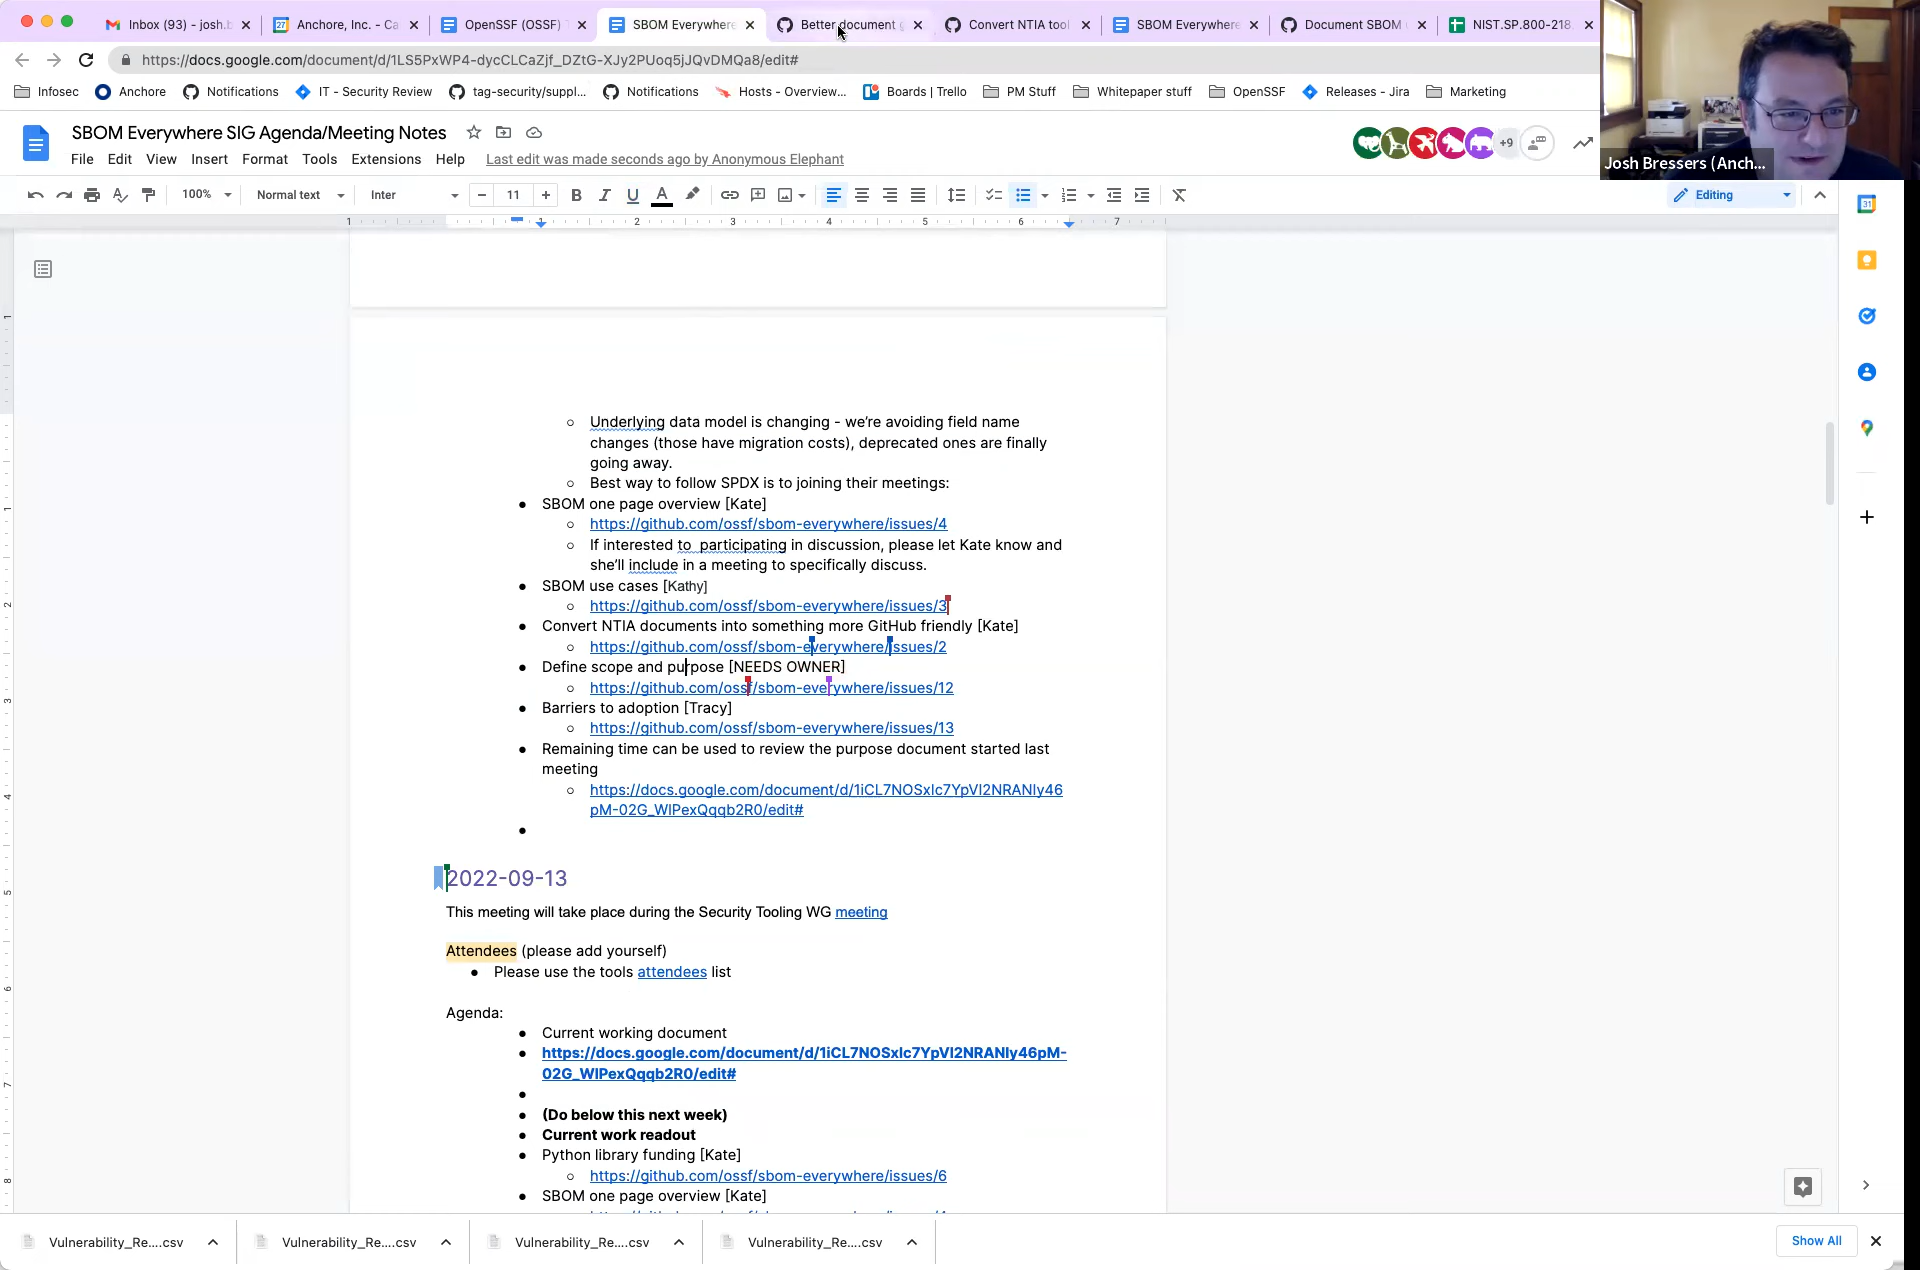 Inbox (93) - josh.b
Anchore, Inc. - Ca
OpenSSF (OSSF) T
SBOM Everywhere
Better document g
Convert NTIA tool
SBOM Everywhere
Document SBOM
NIST.SP.800-218.
https://docs.google.com/document/d/1LS5PxWP4-dycCLCaZjf_DZtG-XJy2PUoq5jJQvDMQa8/edit#
Infosec
Anchore
Notifications
IT - Security Review
tag-security/suppl...
Notifications
Hosts - Overview...
Boards | Trello
PM Stuff
Whitepaper stuff
OpenSSF
Releases - Jira
Marketing
SBOM Everywhere SIG Agenda/Meeting Notes
+9
Josh Bressers (Anch...
File Edit View Insert Format Tools Extensions Help Last edit was made seconds ago by Anonymous Elephant
100% Normal text Inter 11 Editing
1 1 2 3 4 5 6 7
Underlying data model is changing - we're avoiding field name
changes (those have migration costs), deprecated ones are finally
going away.
Best way to follow SPDX is to joining their meetings:
SBOM one page overview [Kate]
https://github.com/ossf/sbom-everywhere/issues/4
If interested to participating in discussion, please let Kate know and
she'll include in a meeting to specifically discuss.
SBOM use cases [Kathy]
https://github.com/ossf/sbom-everywhere/issues/3
Convert NTIA documents into something more GitHub friendly [Kate]
https://github.com/ossf/sbom-everywhere/issues/2
Define scope and purpose [NEEDS OWNER]
https://github.com/ossf/sbom-everywhere/issues/12
Barriers to adoption [Tracy]
https://github.com/ossf/sbom-everywhere/issues/13
Remaining time can be used to review the purpose document started last
meeting
https://docs.google.com/document/d/1iCL7NOSxlc7YpVl2NRANly46
pM-02G_WlPexQqqb2R0/edit#
2022-09-13
This meeting will take place during the Security Tooling WG meeting
Attendees (please add yourself)
Please use the tools attendees list
Agenda:
Current working document
https://docs.google.com/document/d/1iCL7NOSxlc7YpVl2NRANly46pM-
02G_WlPexQqqb2R0/edit#
(Do below this next week)
Current work readout
Python library funding [Kate]
https://github.com/ossf/sbom-everywhere/issues/6
SBOM one page overview [Kate]
Vulnerability_Re....csv
Vulnerability_Re....csv
Vulnerability_Re....csv
Vulnerability_Re....csv
Show All